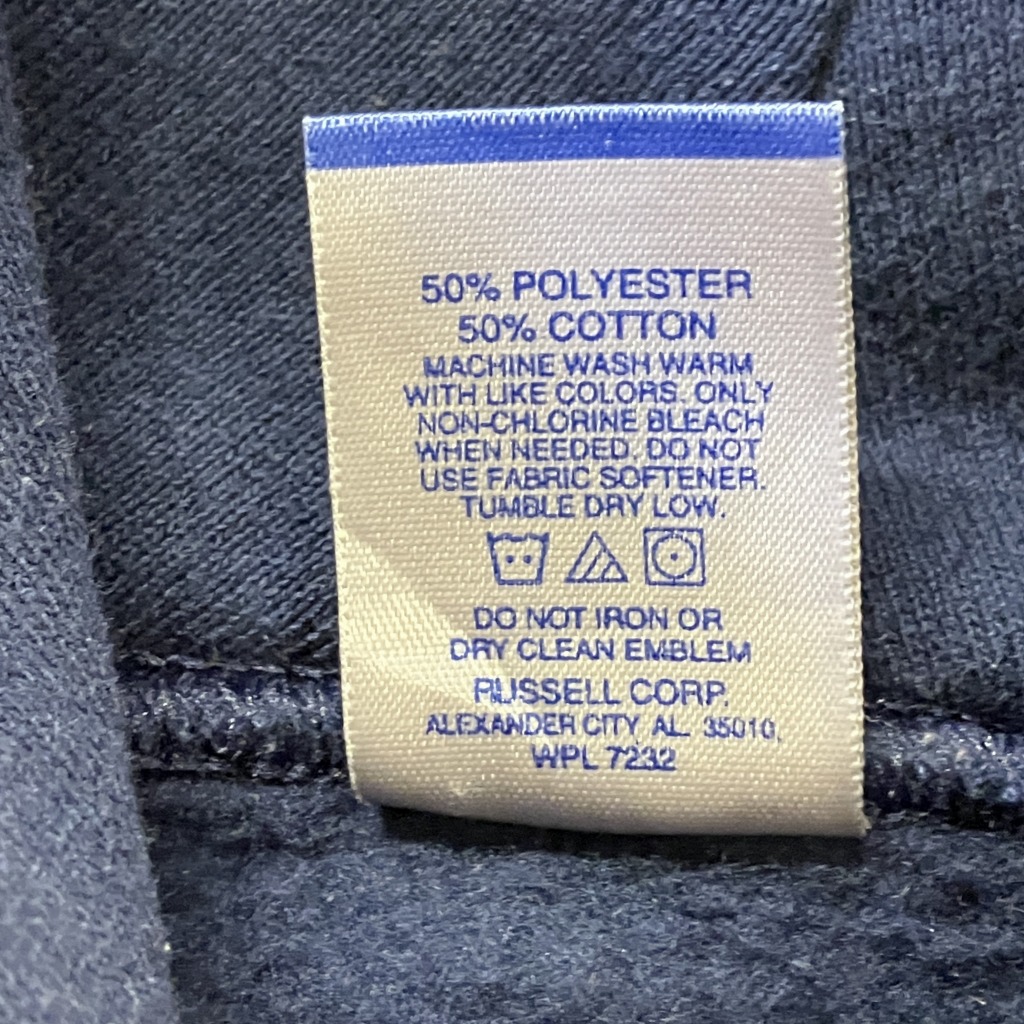 50% POLYESTER
50% COTTON
MACHINE WASH WARM
WITH LIKE COLORS. ONLY
NON-CHLORINE BLEACH
WHEN NEEDED. DO NOT
USE FABRIC SOFTENER.
TUMBLE DRY LOW.
DO NOT IRON OR
DRY CLEAN EMBLEM
RUSSELL CORP.
ALEXANDER CITY, AL. 35010,
WPL 7232